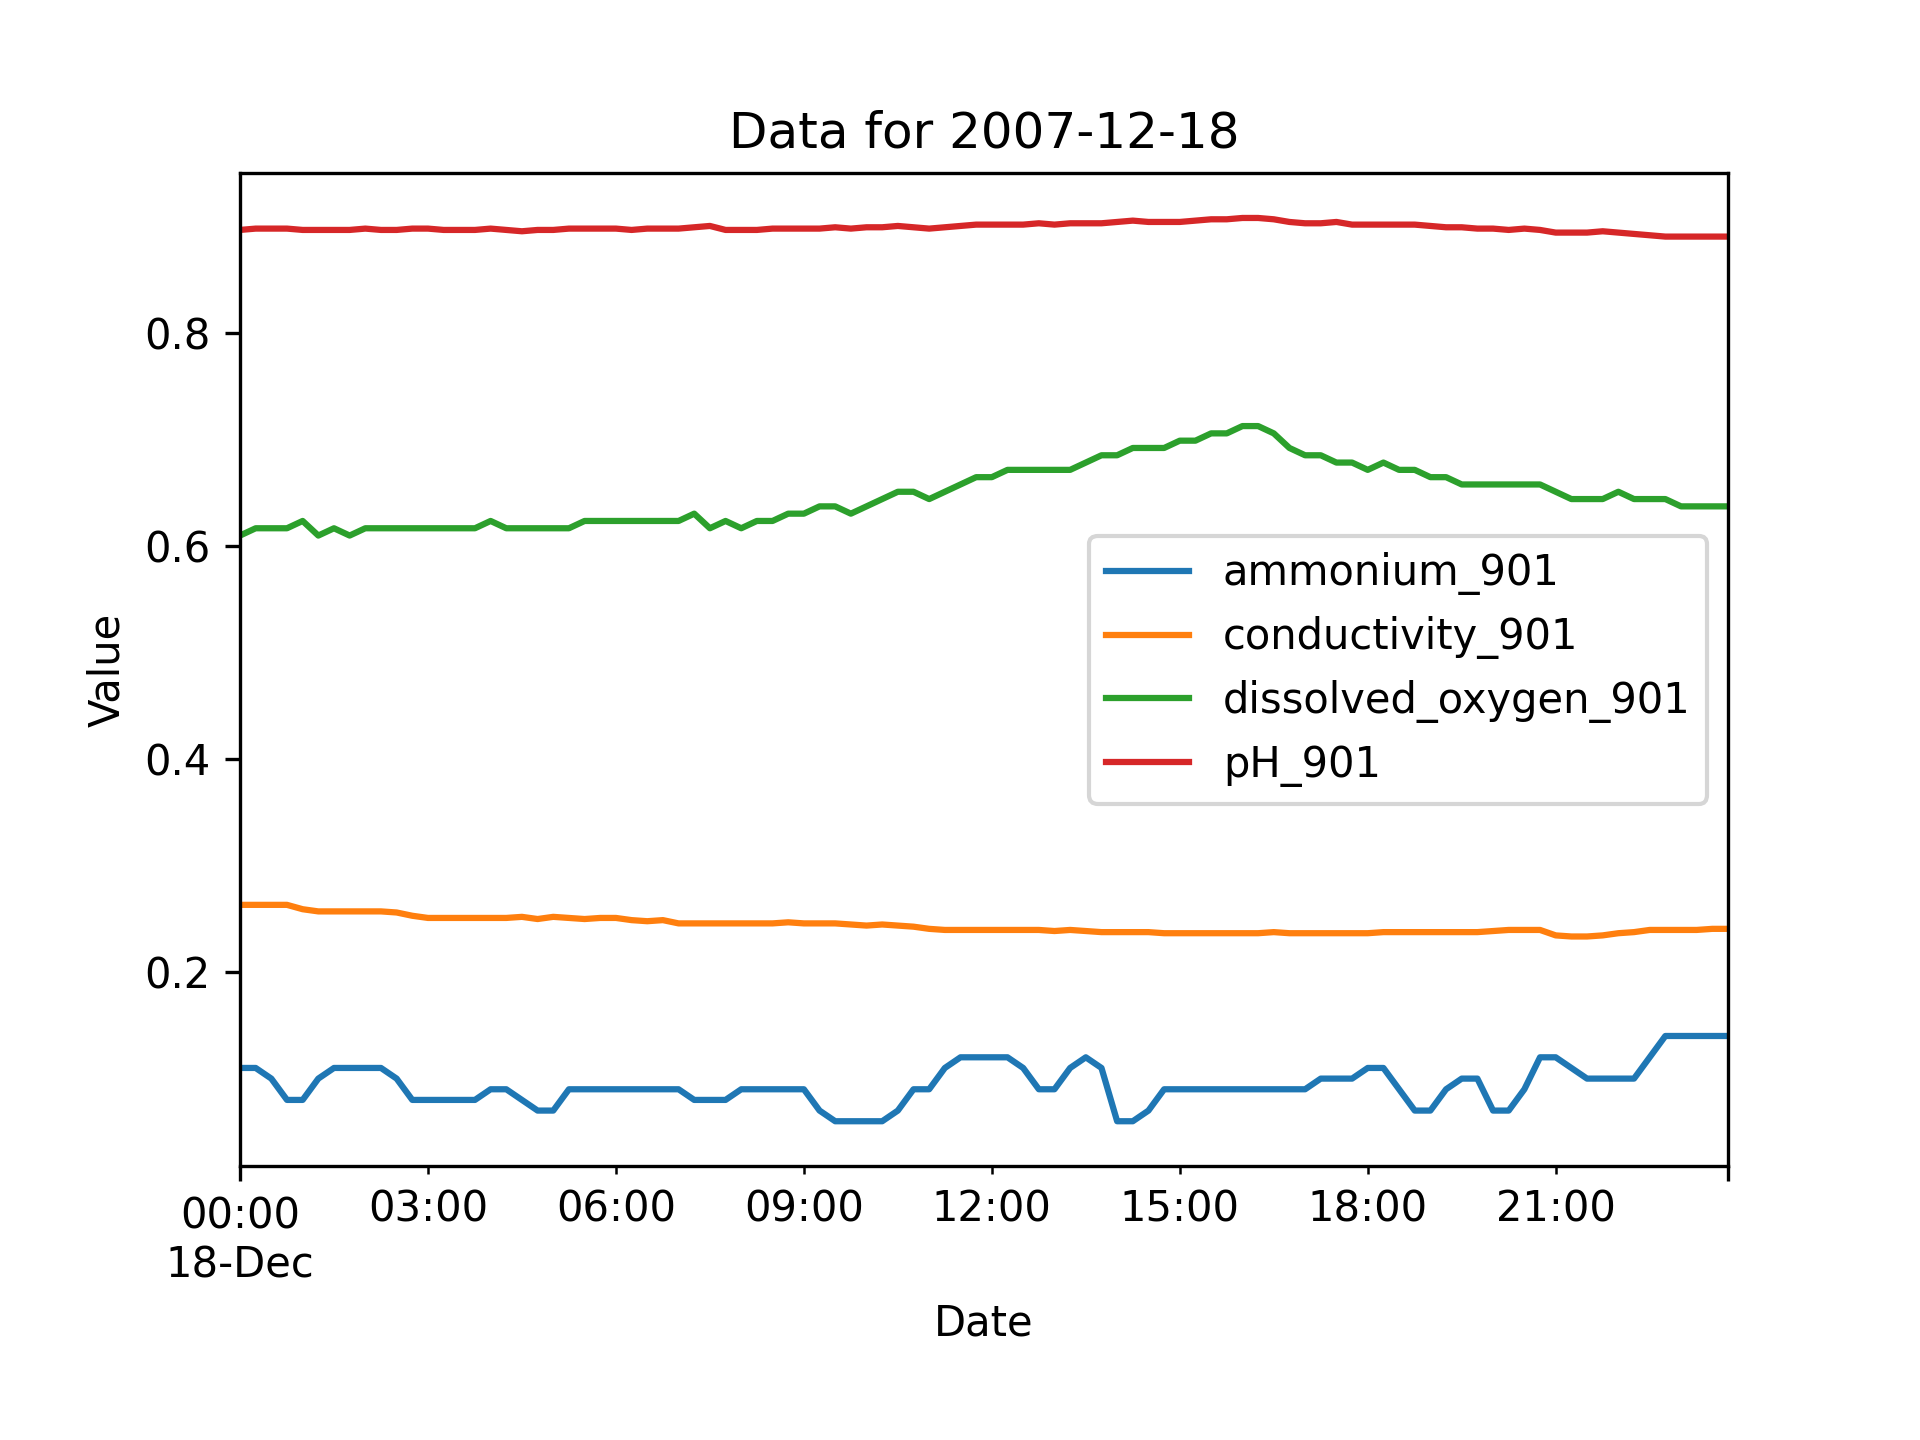 Data for 2007-12-18
Value
0.8
0.6
0.4
0.2
ammonium_901
conductivity_901
dissolved_oxygen_901
pH_901
00:00 03:00 06:00 09:00 12:00 15:00 18:00 21:00
18-Dec
Date